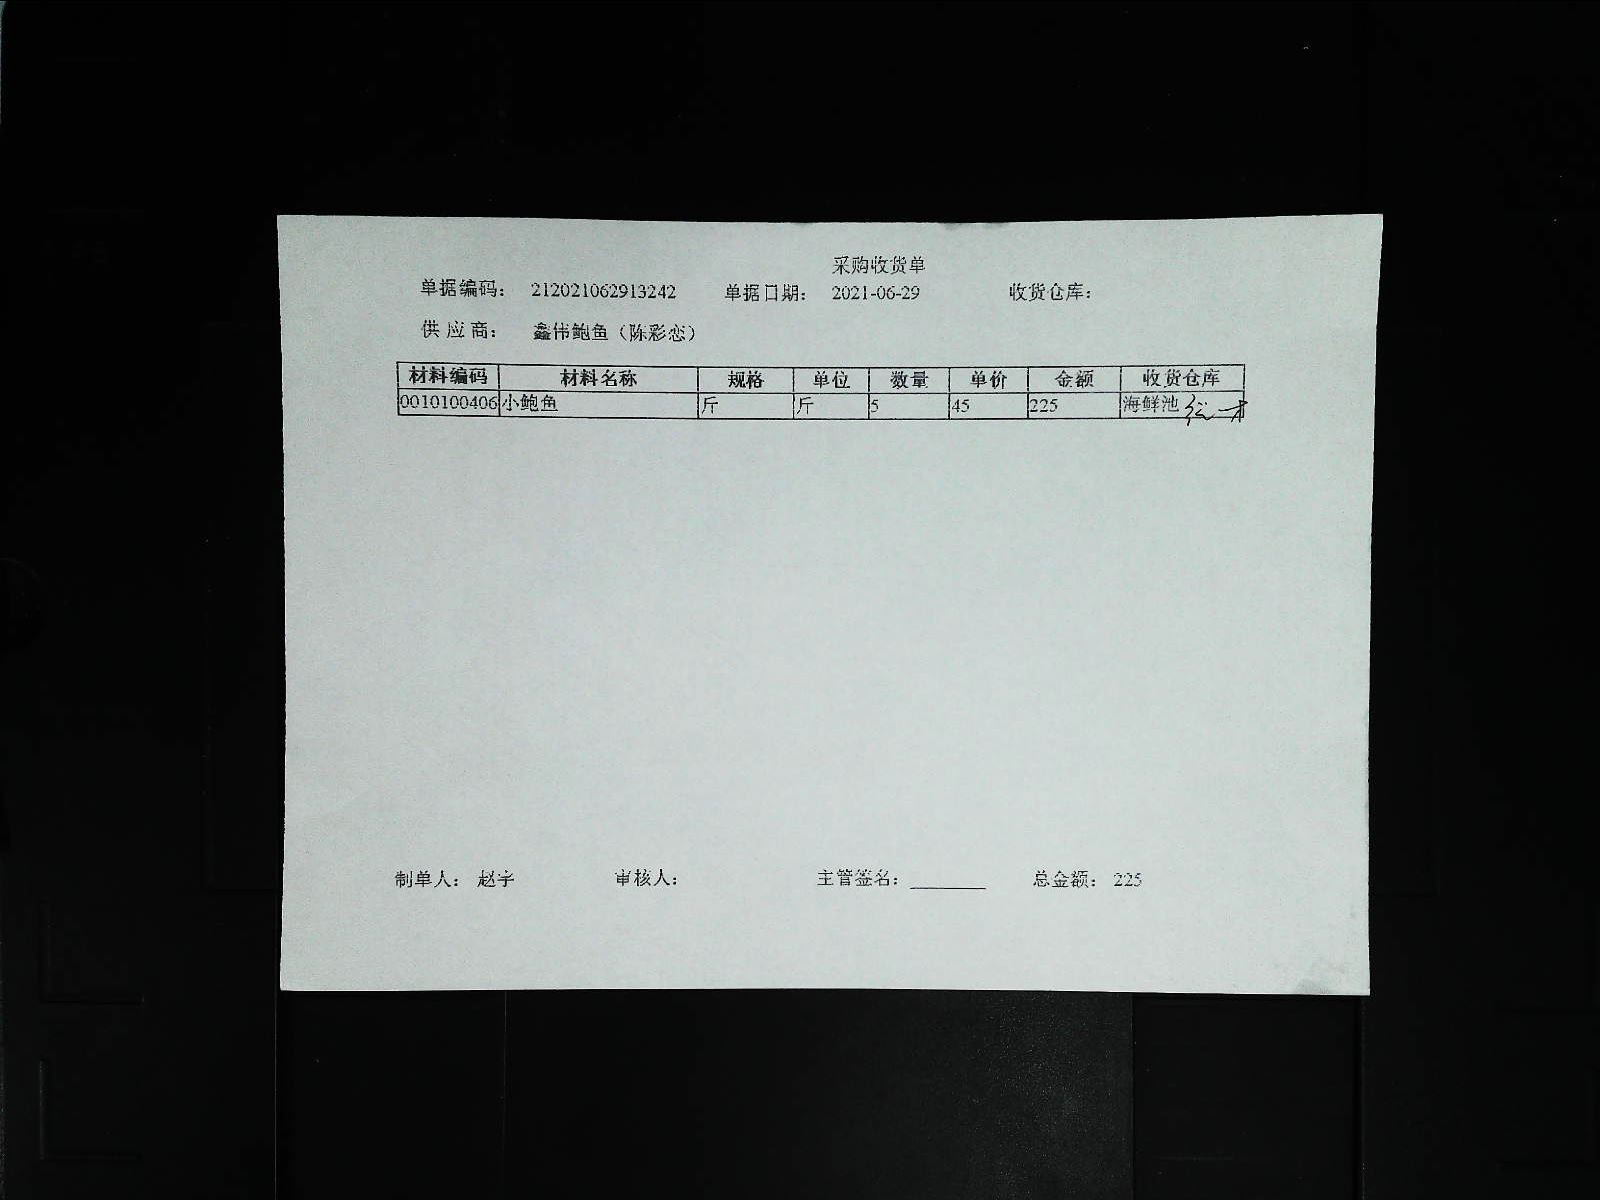 采购收货单
单据编码： 212021062913242 单据日期： 2021-06-29 收货仓库：
供 应 商： 鑫伟鲍鱼（陈彩恋）
材料编码 材料名称 规格 单位 数量 单价 金额 收货仓库
0010100406 小鲍鱼 斤 斤 5 45 225 海鲜池
制单人： 赵宇 审核人： 主管签名： 总金额： 225